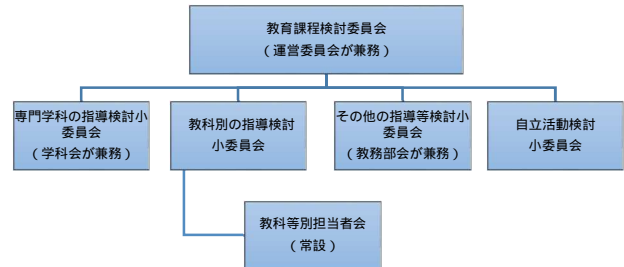 教育課程検討委員会
（運営委員会が兼務）
専門学科の指導検討小
委員会
（学科会が兼務）
教科別の指導検討
小委員会
その他の指導等検討小
委員会
（教務部会が兼務）
自立活動検討
小委員会
教科等別担当者会
（常設）